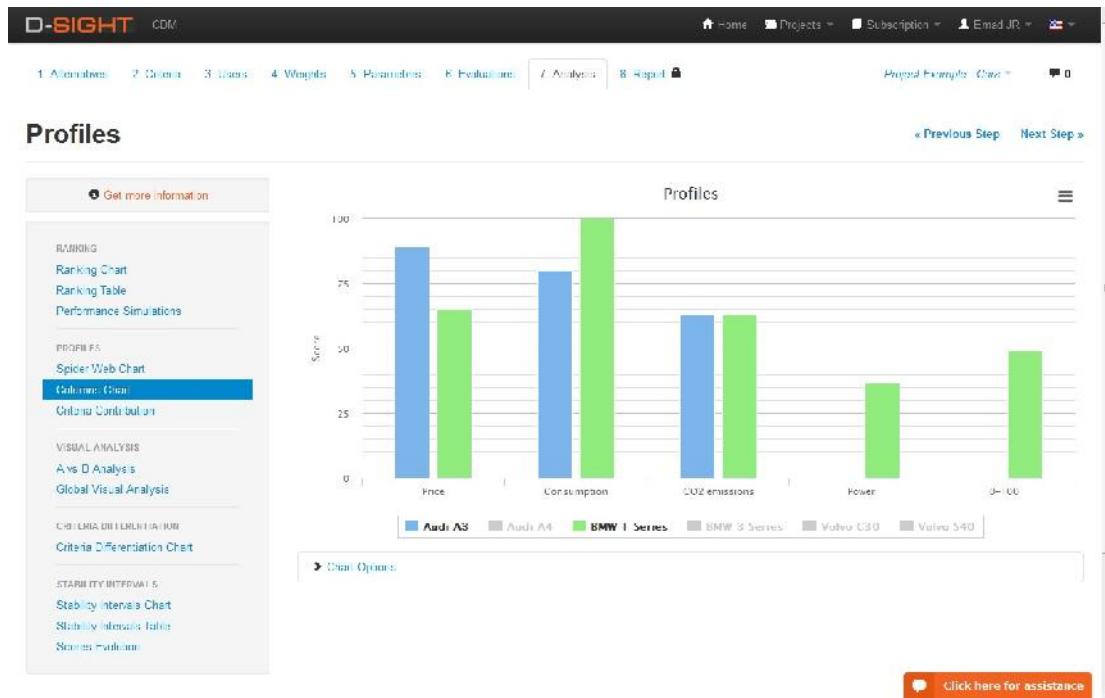 D-SIGHT CDM Home Projects Subscription Emad JR
1 Alternatives 2 Criteria 3 Users 4 Weights 5 Parameters 6 Evaluations 7 Analysis 8 Report Project Example - Cars 0
Profiles
« Previous Step Next Step »
Get more information
RANKING
Ranking Chart
Ranking Table
Performance Simulations
PROFILES
Spider Web Chart
Columns Chart
Criteria Contribution
VISUAL ANALYSIS
A vs B Analysis
Global Visual Analysis
CRITERIA DIFFERENTIATION
Criteria Differentiation Chart
STABILITY INTERVALS
Stability Intervals Chart
Stability Intervals Table
Scores Evolution
Profiles
100
75
50
25
0
Score
Price Consumption CO2 emissions Power 0-100
Audi A3 Audi A4 BMW 1 Series BMW 3 Series Volvo C30 Volvo S40
Chart Options
Click here for assistance